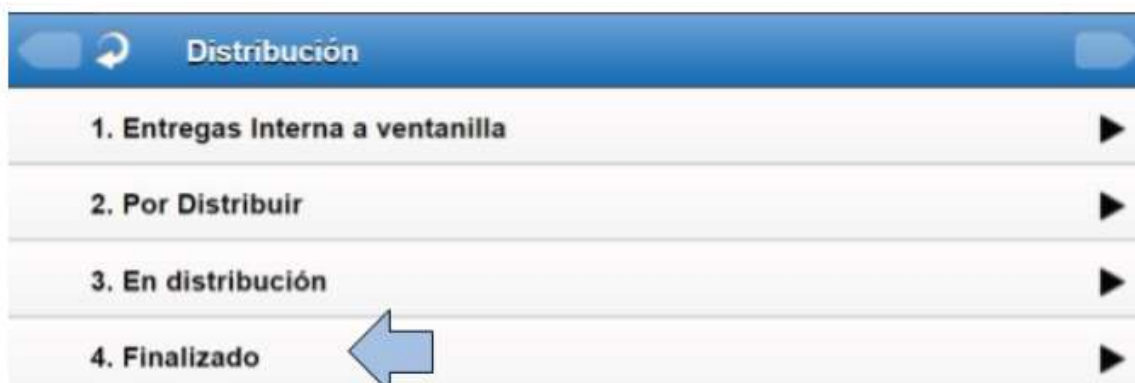 Distribución
1. Entregas Interna a ventanilla
2. Por Distribuir
3. En distribución
4. Finalizado